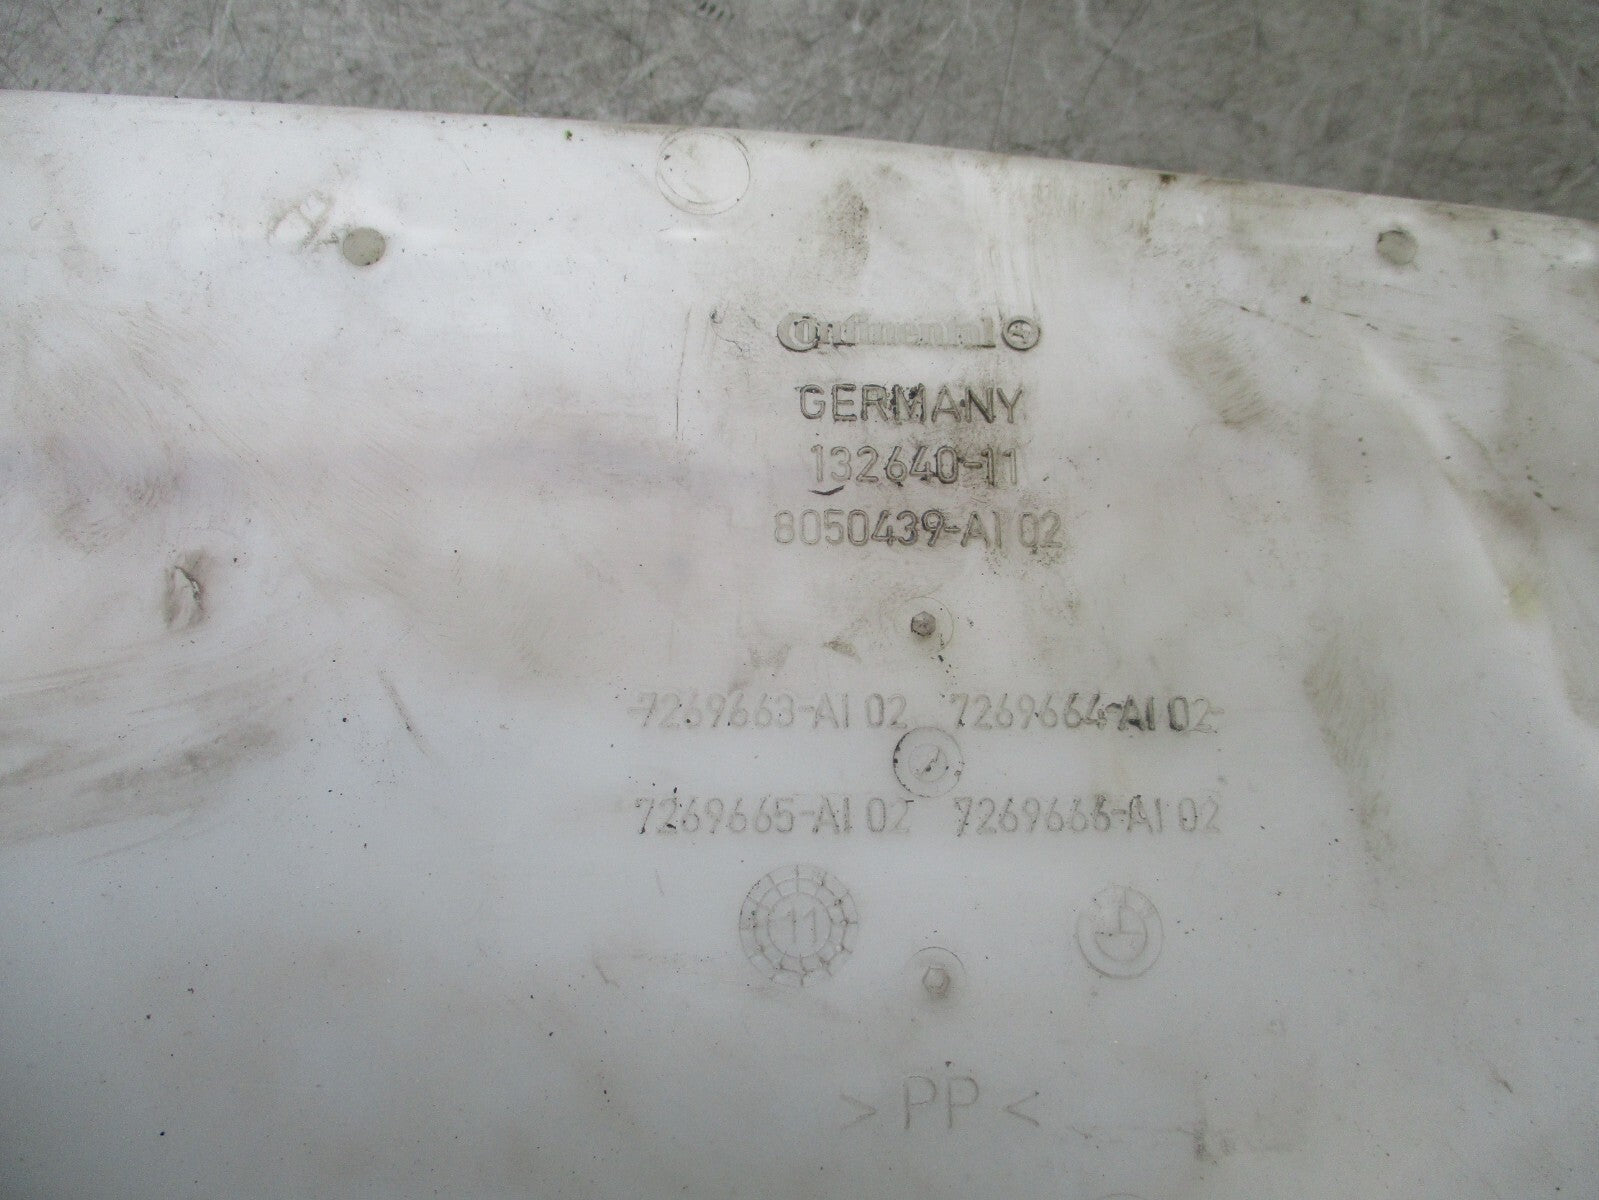 Continental
GERMANY
132640-11
8050439-AI 02
7269663-AI 02 7269664-AI 02
7269665-AI 02 7269666-AI 02
11
> PP <